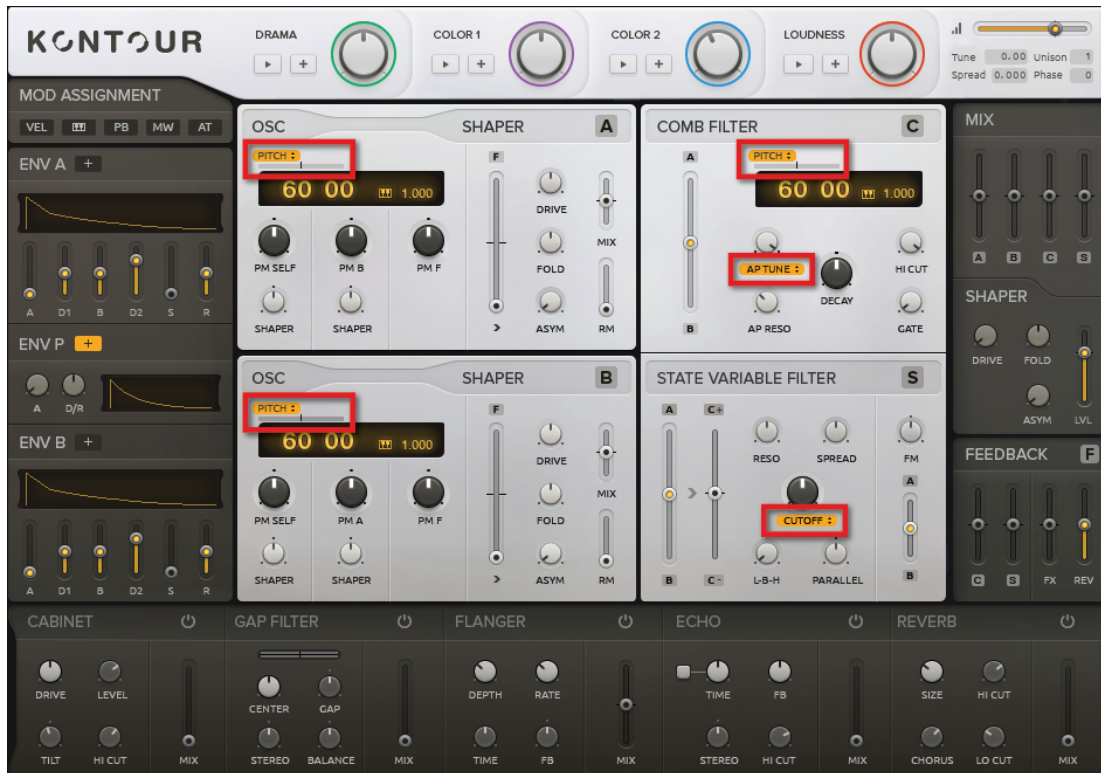 KONTOUR
DRAMA
COLOR 1
COLOR 2
LOUDNESS
Tune 0.00 Unison 1
Spread 0.000 Phase 0
MOD ASSIGNMENT
VEL PB MW AT
ENV A +
A D1 B D2 S R
ENV P +
A D/R
ENV B +
A D1 B D2 S R
OSC SHAPER A
PITCH
60 00 1.000
F
DRIVE
MIX
PM SELF PM B PM F
FOLD
SHAPER SHAPER
ASYM RM
OSC SHAPER B
PITCH
60 00 1.000
F
DRIVE
MIX
PM SELF PM A PM F
FOLD
SHAPER SHAPER
ASYM RM
COMB FILTER C
A
PITCH
60 00 1.000
AP TUNE
HI CUT
DECAY
B
AP RESO
GATE
STATE VARIABLE FILTER S
A C+
RESO SPREAD FM
A
CUTOFF
B C- L-B-H PARALLEL B
MIX
A B C S
SHAPER
DRIVE FOLD
ASYM LVL
FEEDBACK F
C S FX REV
CABINET
DRIVE LEVEL
TILT HI CUT MIX
GAP FILTER
CENTER GAP
STEREO BALANCE MIX
FLANGER
DEPTH RATE
TIME FB MIX
ECHO
TIME FB
STEREO HI CUT MIX
REVERB
SIZE HI CUT
CHORUS LO CUT MIX